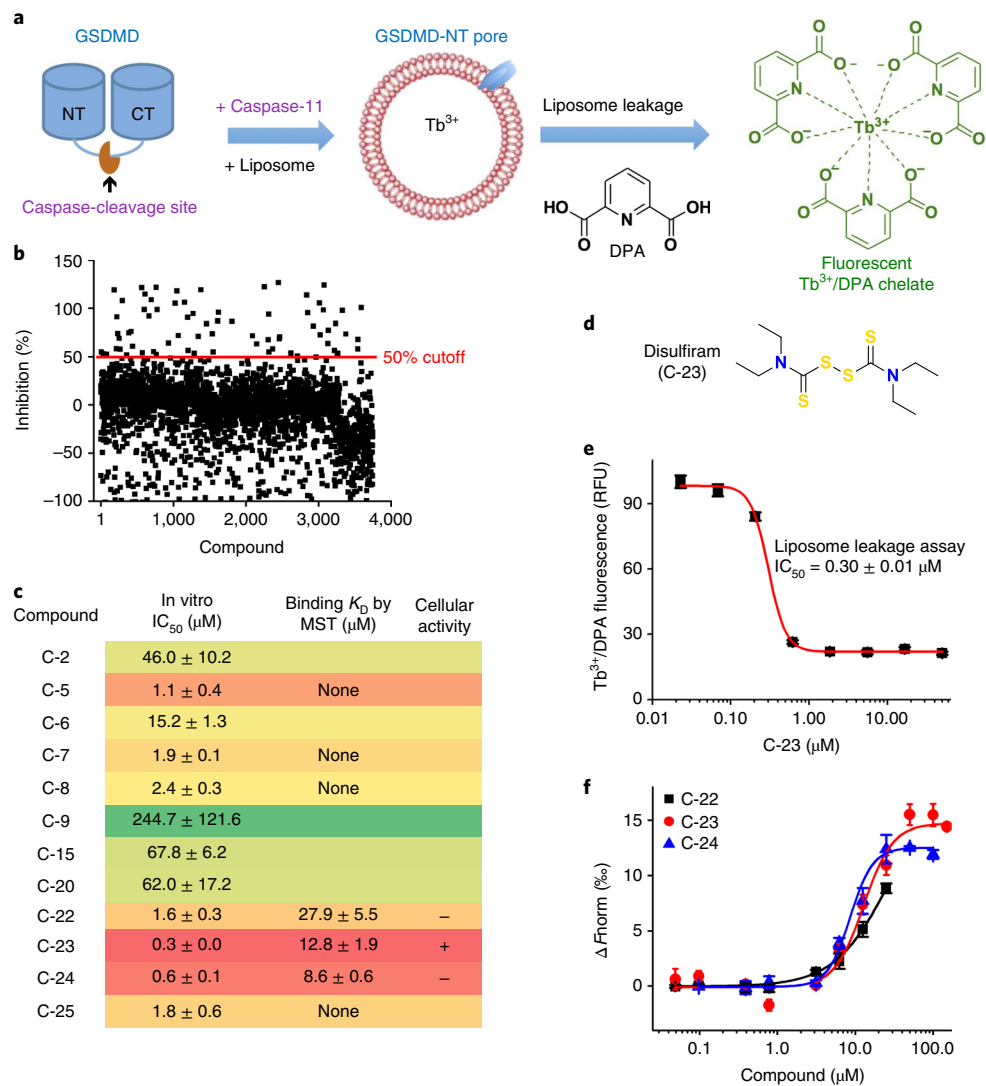 a
GSDMD
NT
CT
Caspase-cleavage site
+ Caspase-11
+ Liposome
GSDMD-NT pore
Tb3+
Liposome leakage
HO
O
N
O
OH
DPA
O
O−
N
O
O−
O
−O
N
O
−O
Tb3+
O−
O
N
O−
O
Fluorescent
Tb3+/DPA chelate
b
Inhibition (%)
150
100
50
0
−50
−100
50% cutoff
1
1,000
2,000
3,000
4,000
Compound
c
Compound In vitro IC50 (μM) Binding KD by MST (μM) Cellular activity
C-2 46.0 ± 10.2
C-5 1.1 ± 0.4 None
C-6 15.2 ± 1.3
C-7 1.9 ± 0.1 None
C-8 2.4 ± 0.3 None
C-9 244.7 ± 121.6
C-15 67.8 ± 6.2
C-20 62.0 ± 17.2
C-22 1.6 ± 0.3 27.9 ± 5.5 −
C-23 0.3 ± 0.0 12.8 ± 1.9 +
C-24 0.6 ± 0.1 8.6 ± 0.6 −
C-25 1.8 ± 0.6 None
d
Disulfiram
(C-23)
N
S
S
S
S
N
e
Tb3+/DPA fluorescence (RFU)
90
60
30
0
Liposome leakage assay
IC50 = 0.30 ± 0.01 μM
0.01
0.10
1.00
10.00
C-23 (μM)
f
C-22
C-23
C-24
Δ Fnorm (‰)
15
10
5
0
0.1
1.0
10.0
100.0
Compound (μM)